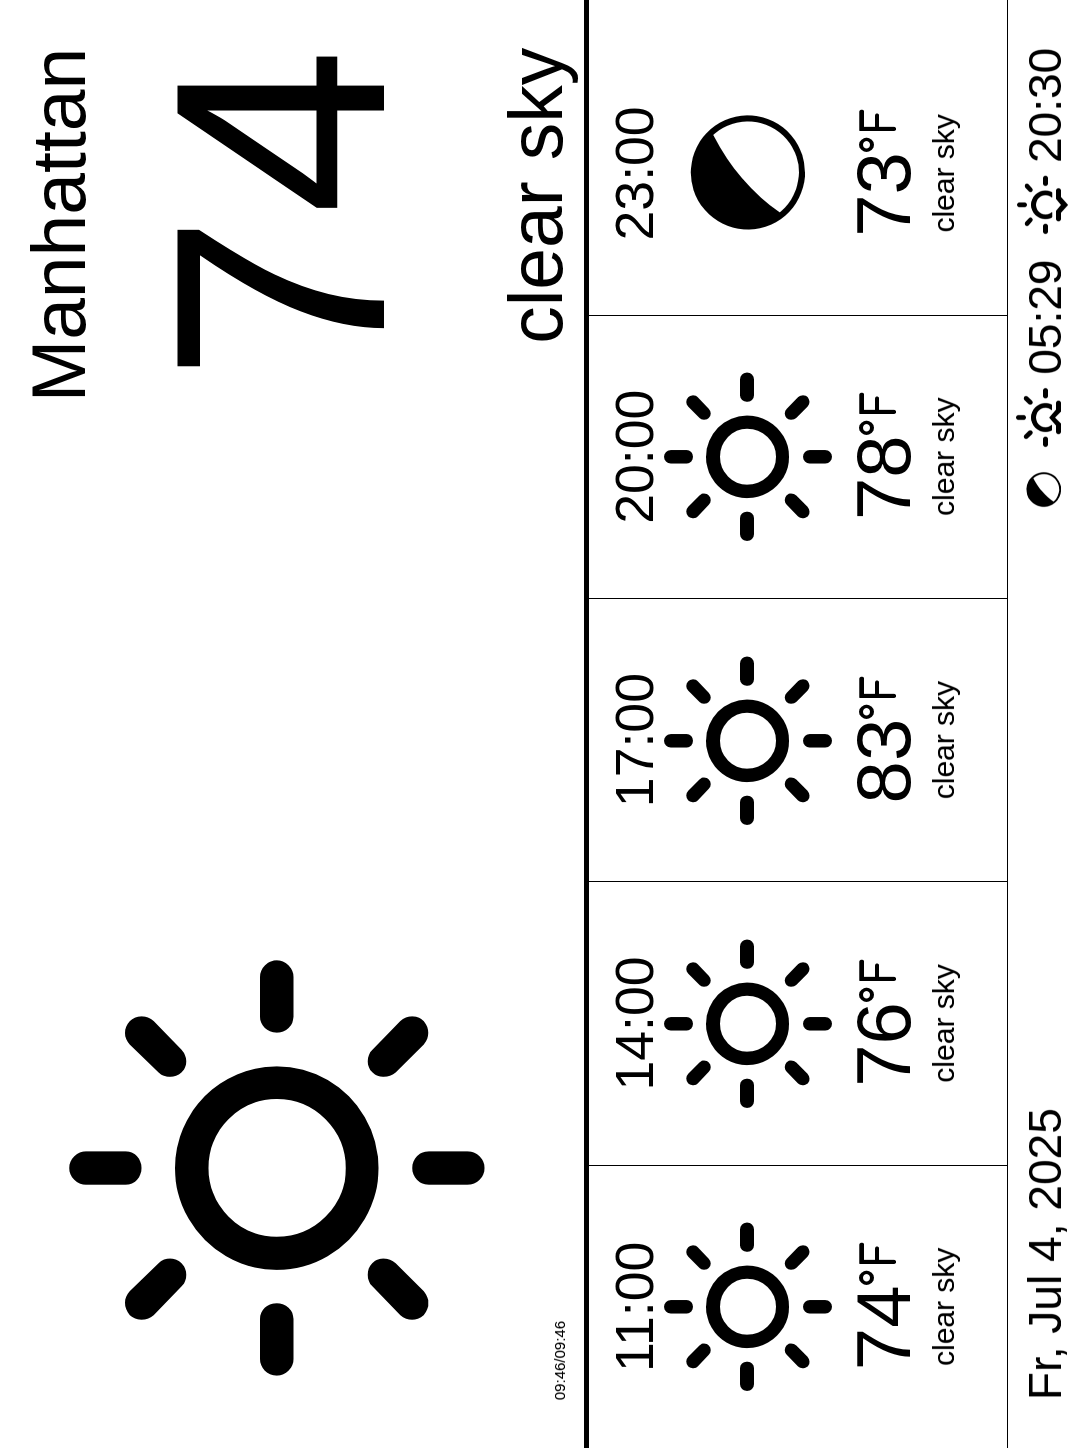 Manhattan
74
clear sky
09:46/09:46
11:00 14:00 17:00 20:00 23:00
74°F 76°F 83°F 78°F 73°F
clear sky clear sky clear sky clear sky clear sky
Fr, Jul 4, 2025 05:29 20:30